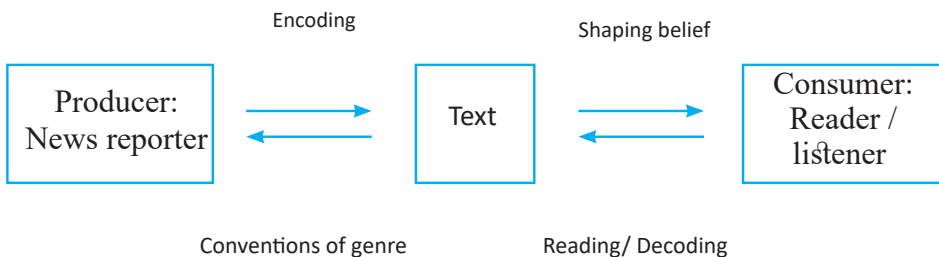 Encoding
Shaping belief
Producer:
News reporter
Text
Consumer:
Reader /
listener
Conventions of genre
Reading/ Decoding